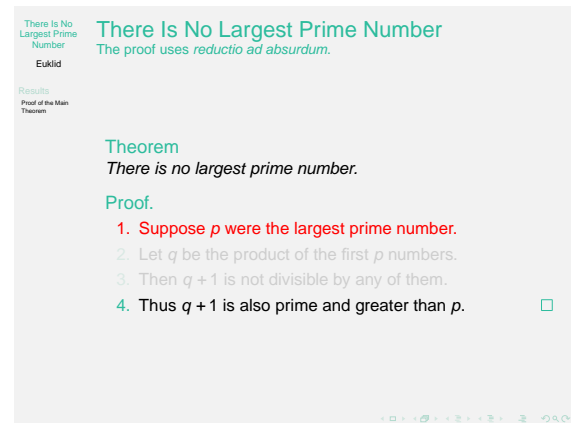 There Is No
Largest Prime
Number
Euklid
Results
Proof of the Main
Theorem
There Is No Largest Prime Number
The proof uses reductio ad absurdum.
Theorem
There is no largest prime number.
Proof.
1. Suppose p were the largest prime number.
2. Let q be the product of the first p numbers.
3. Then q + 1 is not divisible by any of them.
4. Thus q + 1 is also prime and greater than p.